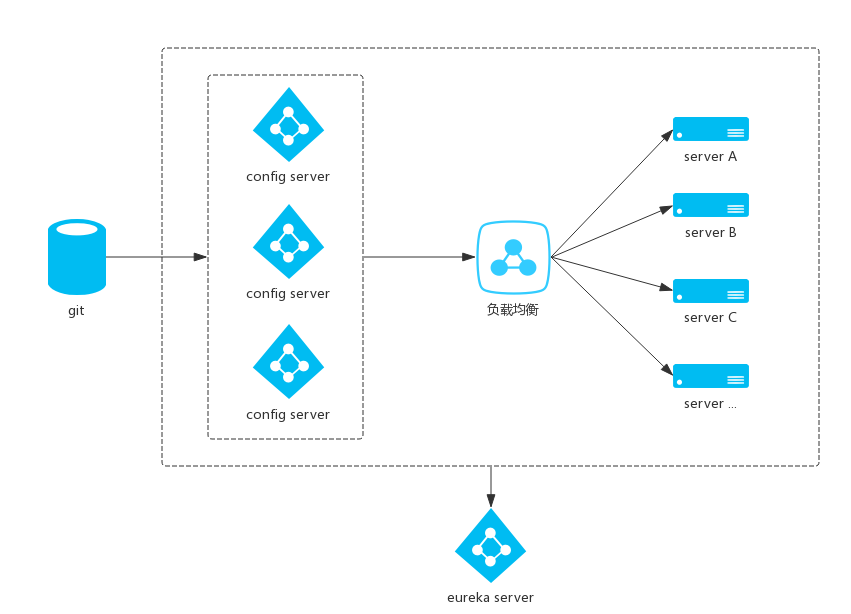 config server
config server
config server
git
负载均衡
server A
server B
server C
server ...
eureka server